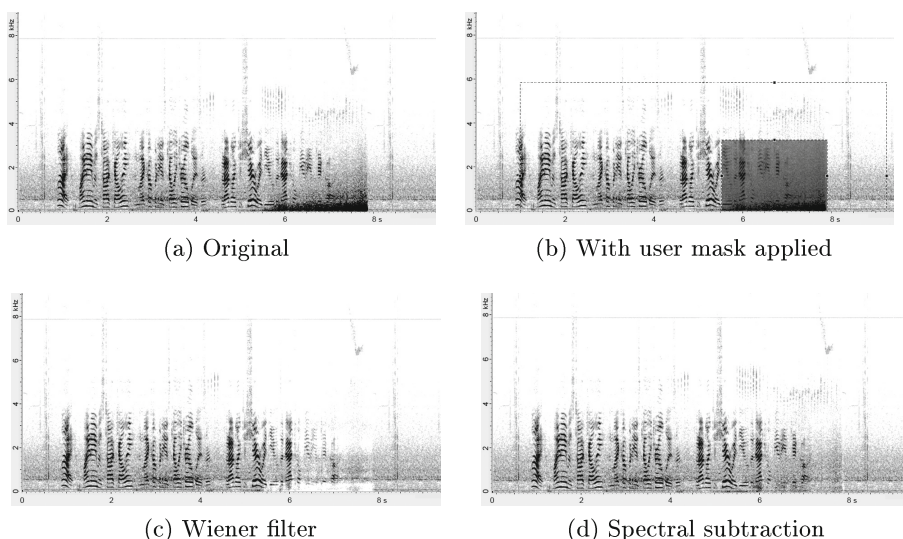 8 kHz
6
4
2
0
0 2 4 6 8 s
(a) Original
8 kHz
6
4
2
0
2 4 6 8 s
(b) With user mask applied
8 kHz
6
4
2
0
0 2 4 6 8 s
(c) Wiener filter
8 kHz
6
4
2
0
0 2 4 6 8 s
(d) Spectral subtraction